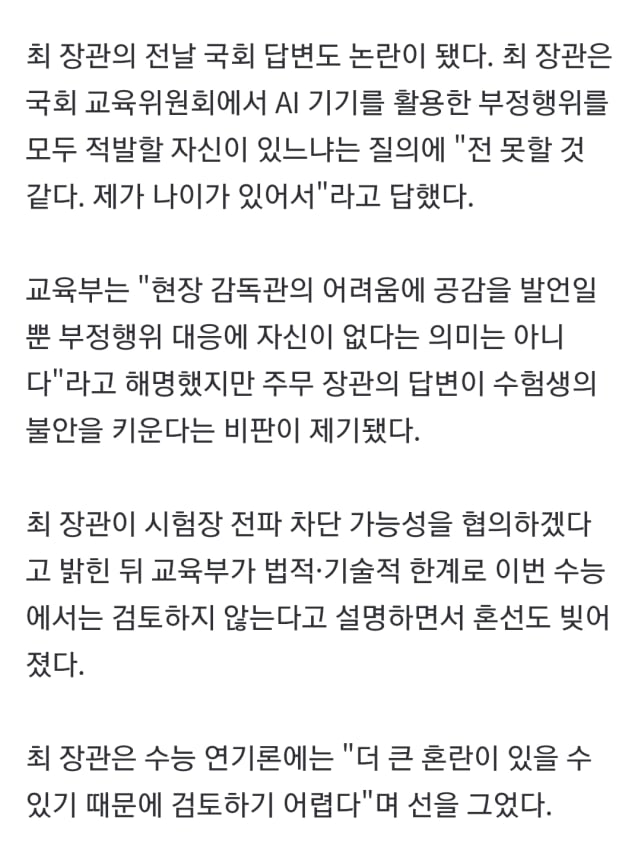 최 장관의 전날 국회 답변도 논란이 됐다. 최 장관은
국회 교육위원회에서 AI 기기를 활용한 부정행위를
모두 적발할 자신이 있느냐는 질의에 "전 못할 것
같다. 제가 나이가 있어서"라고 답했다.
교육부는 "현장 감독관의 어려움에 공감을 발언일
뿐 부정행위 대응에 자신이 없다는 의미는 아니
다"라고 해명했지만 주무 장관의 답변이 수험생의
불안을 키운다는 비판이 제기됐다.
최 장관이 시험장 전파 차단 가능성을 협의하겠다
고 밝힌 뒤 교육부가 법적·기술적 한계로 이번 수능
에서는 검토하지 않는다고 설명하면서 혼선도 빚어
졌다.
최 장관은 수능 연기론에는 "더 큰 혼란이 있을 수
있기 때문에 검토하기 어렵다"며 선을 그었다.